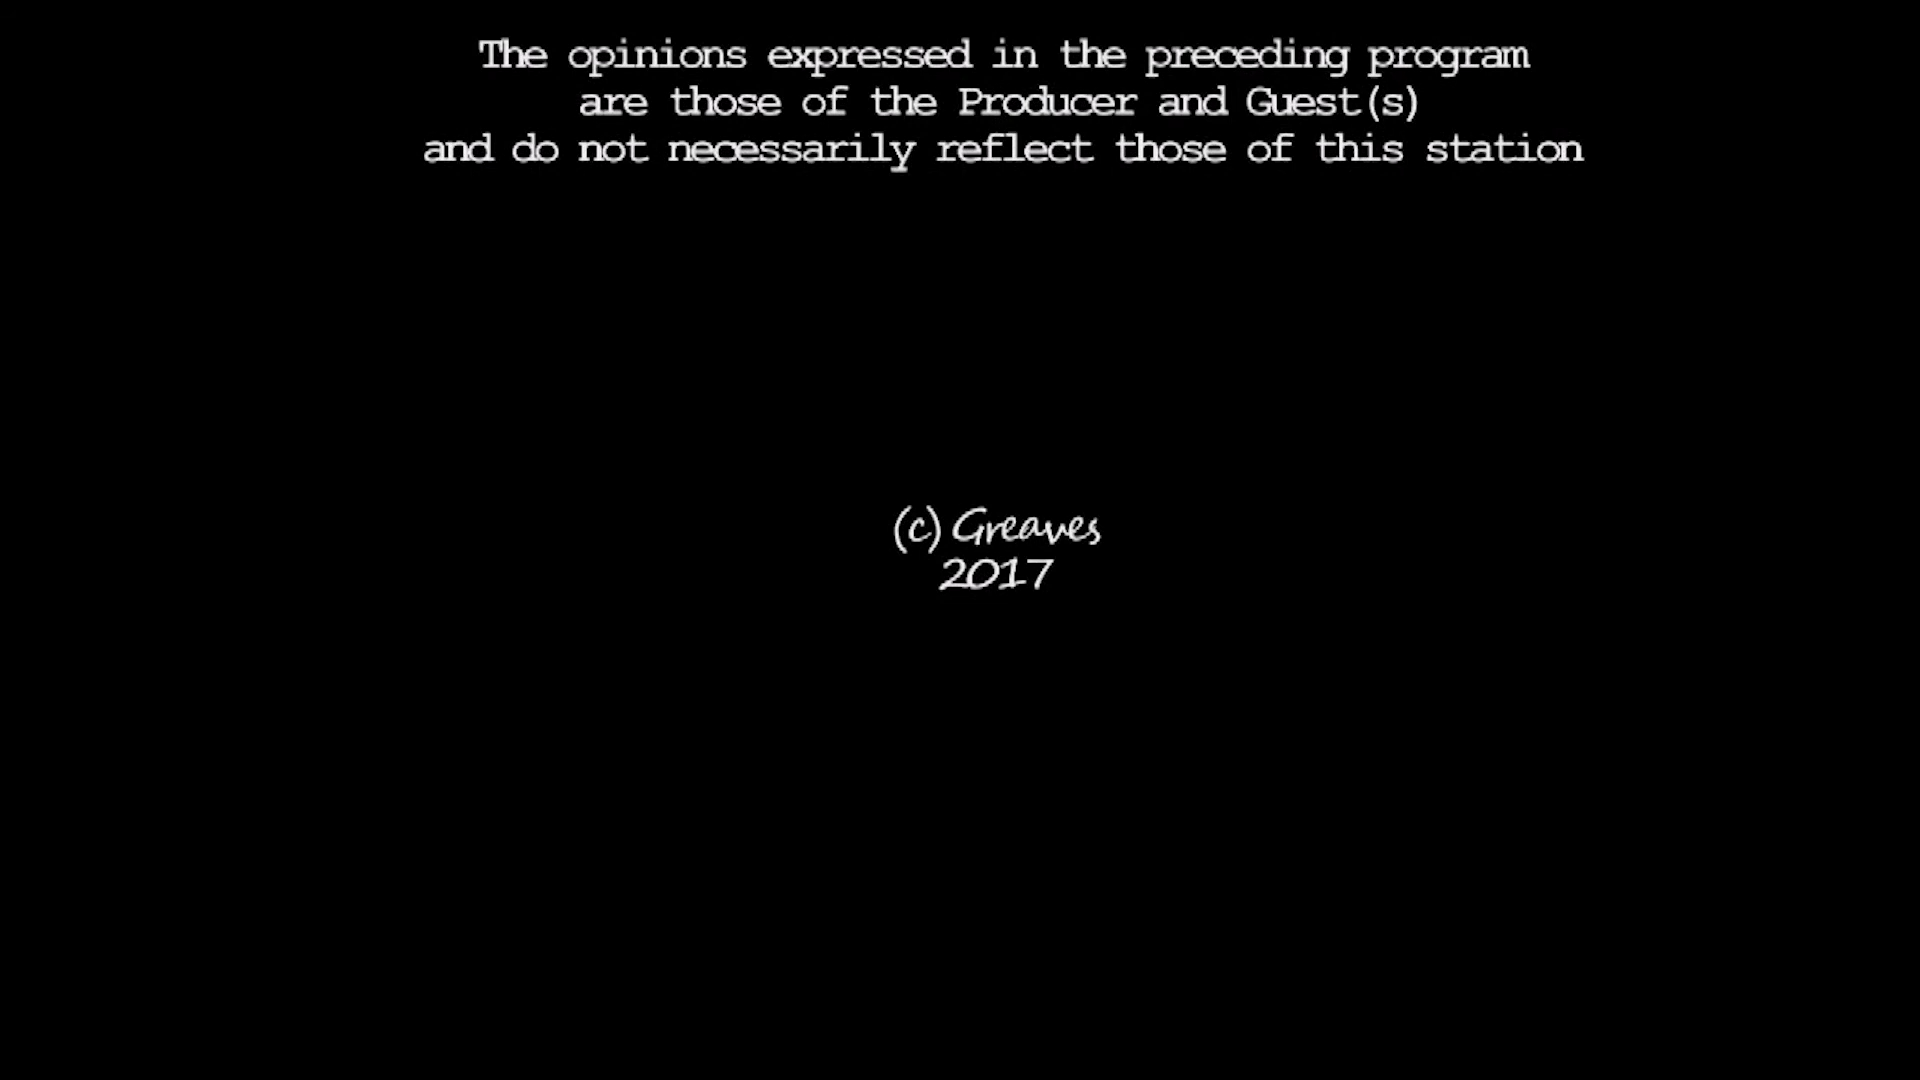 The opinions expressed in the preceding program
are those of the Producer and Guest(s)
and do not necessarily reflect those of this station
(c) Greaves
2017